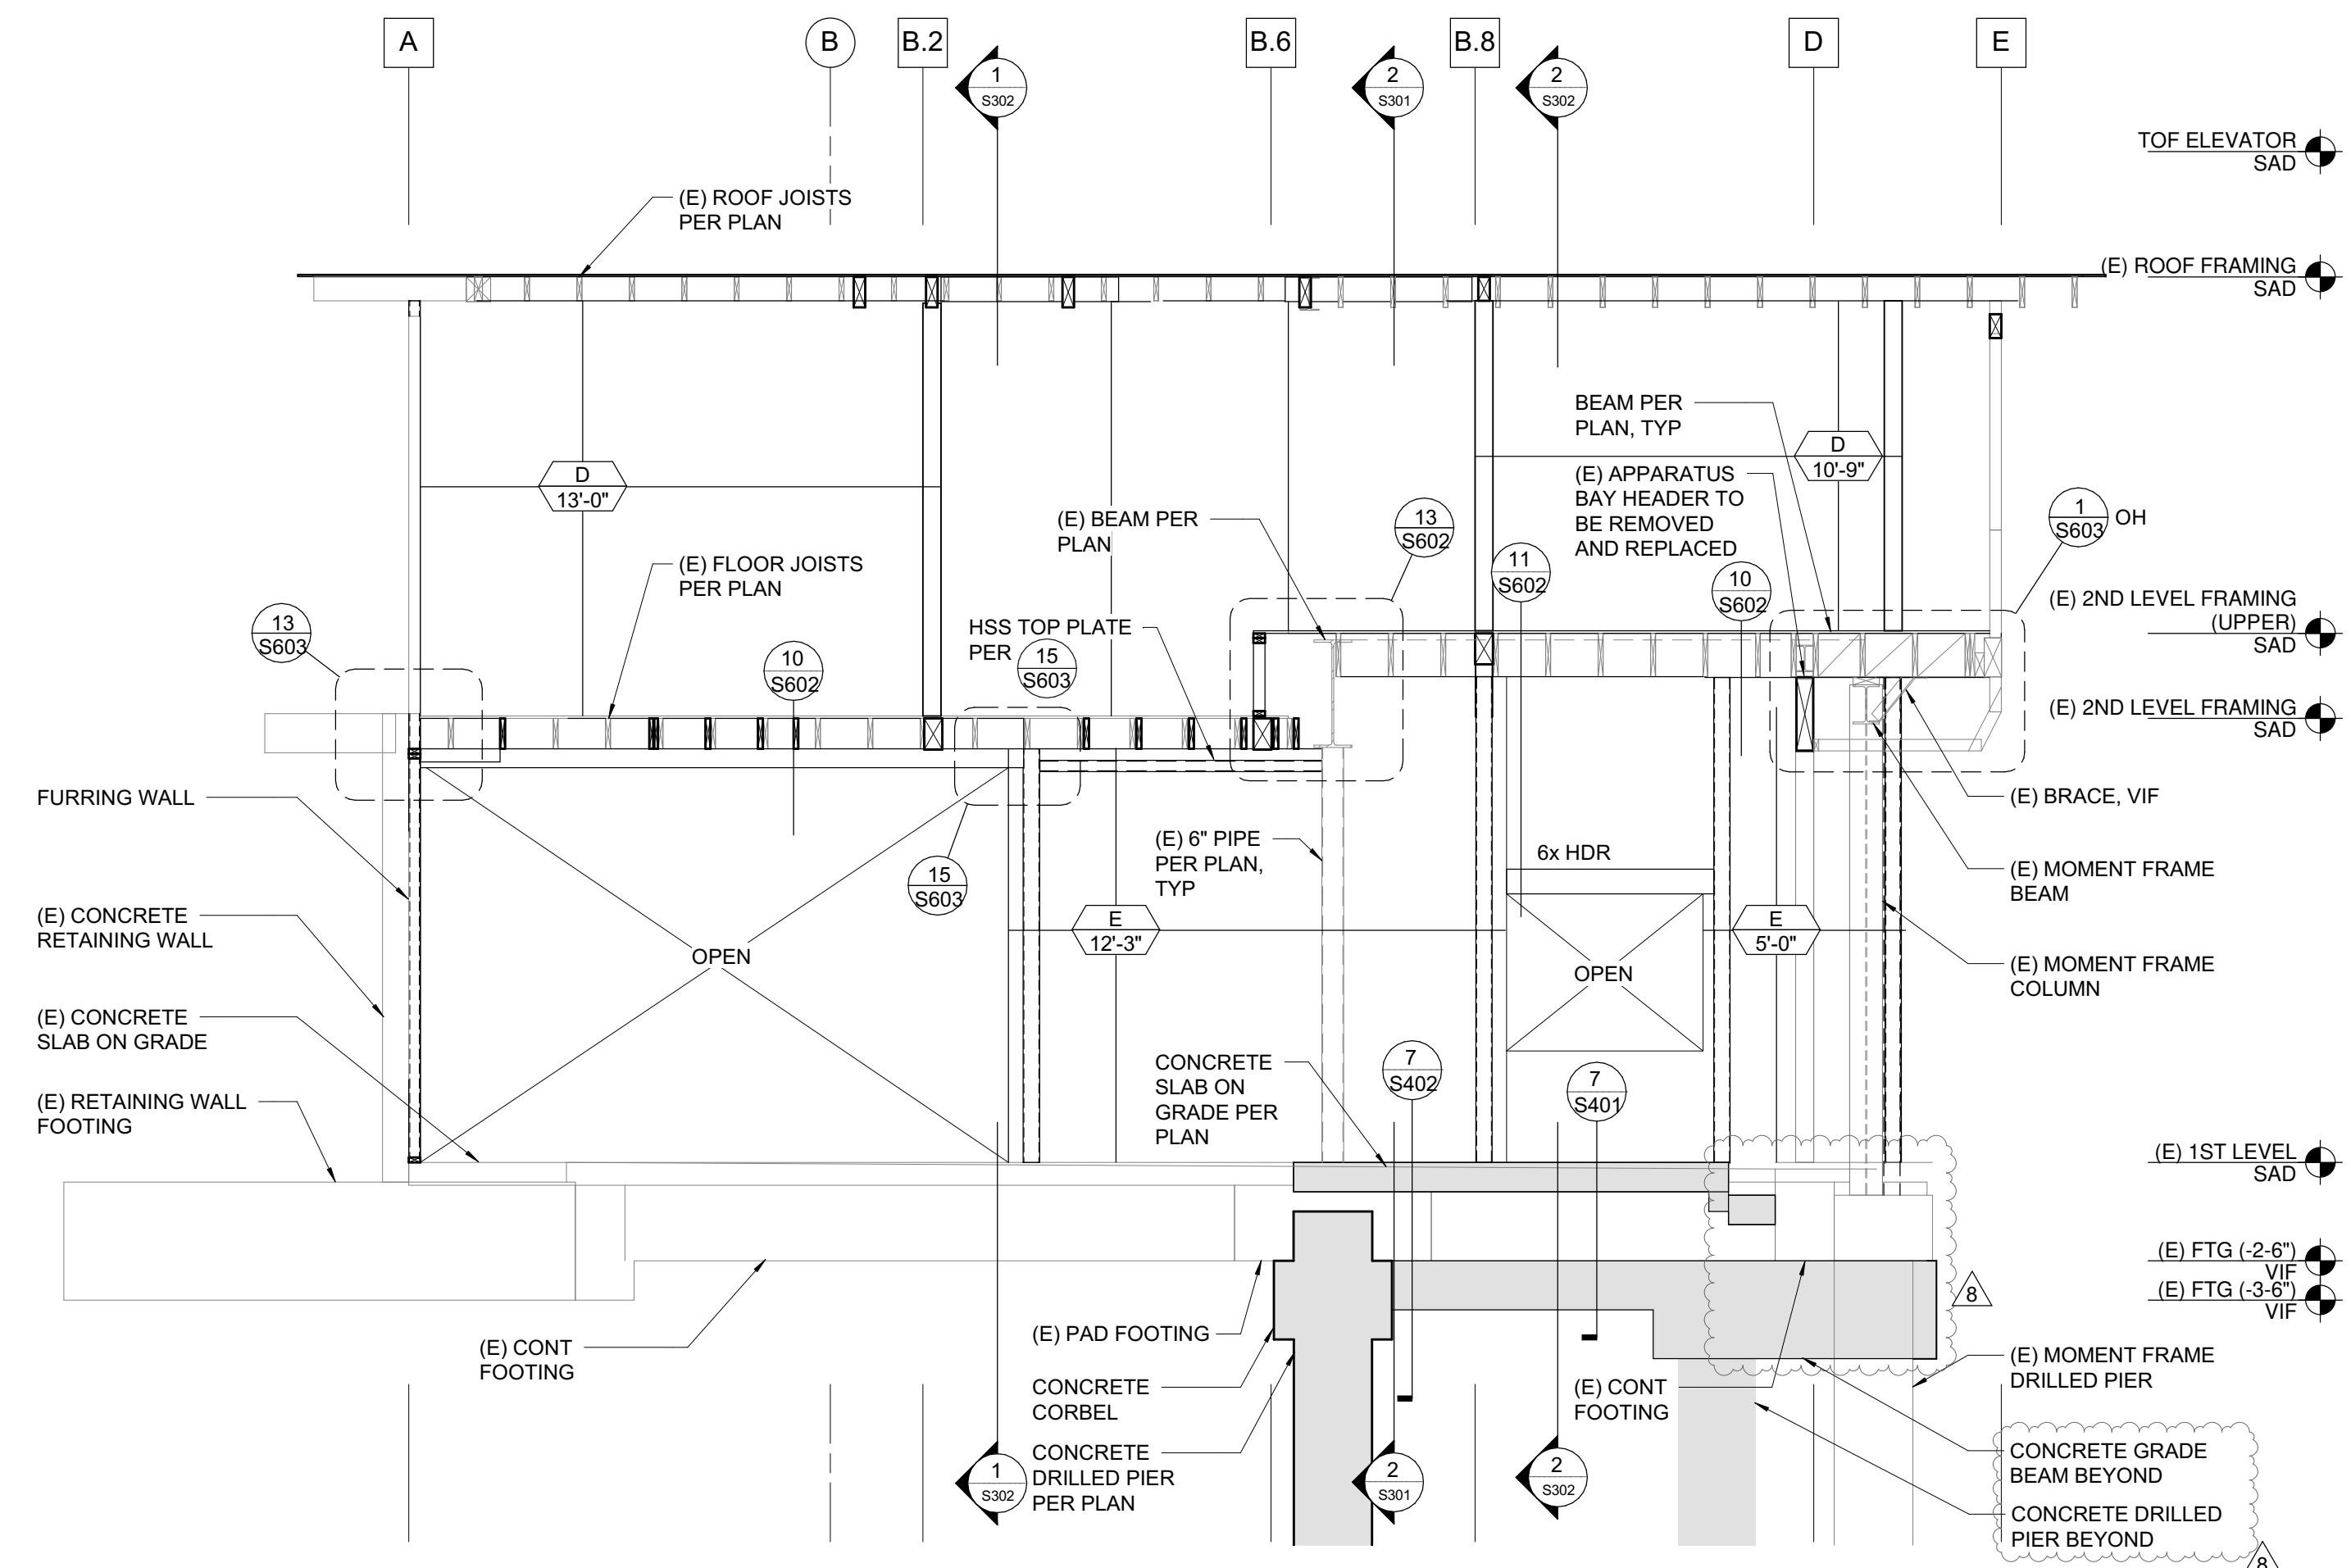 A
B
B.2
B.6
B.8
D
E
1
S302
2
S301
2
S302
TOF ELEVATOR
SAD
(E) ROOF JOISTS
PER PLAN
(E) ROOF FRAMING
SAD
BEAM PER
PLAN, TYP
D
10'-9"
D
13'-0"
(E) APPARATUS
BAY HEADER TO
BE REMOVED
AND REPLACED
(E) BEAM PER
PLAN
13
S602
1
S603
OH
11
S602
10
S602
(E) FLOOR JOISTS
PER PLAN
(E) 2ND LEVEL FRAMING
(UPPER)
SAD
13
S603
HSS TOP PLATE
PER
15
S603
10
S602
(E) 2ND LEVEL FRAMING
SAD
FURRING WALL
(E) BRACE, VIF
(E) 6" PIPE
PER PLAN,
TYP
6x HDR
15
S603
(E) MOMENT FRAME
BEAM
(E) CONCRETE
RETAINING WALL
E
12'-3"
E
5'-0"
OPEN
OPEN
(E) MOMENT FRAME
COLUMN
(E) CONCRETE
SLAB ON GRADE
CONCRETE
SLAB ON
GRADE PER
PLAN
7
S402
7
S401
(E) RETAINING WALL
FOOTING
(E) 1ST LEVEL
SAD
(E) FTG (-2-6")
VIF
(E) FTG (-3-6")
VIF
8
(E) CONT
FOOTING
(E) PAD FOOTING
CONCRETE
CORBEL
(E) CONT
FOOTING
(E) MOMENT FRAME
DRILLED PIER
CONCRETE
DRILLED PIER
PER PLAN
1
S302
2
S301
2
S302
CONCRETE GRADE
BEAM BEYOND
CONCRETE DRILLED
PIER BEYOND
8